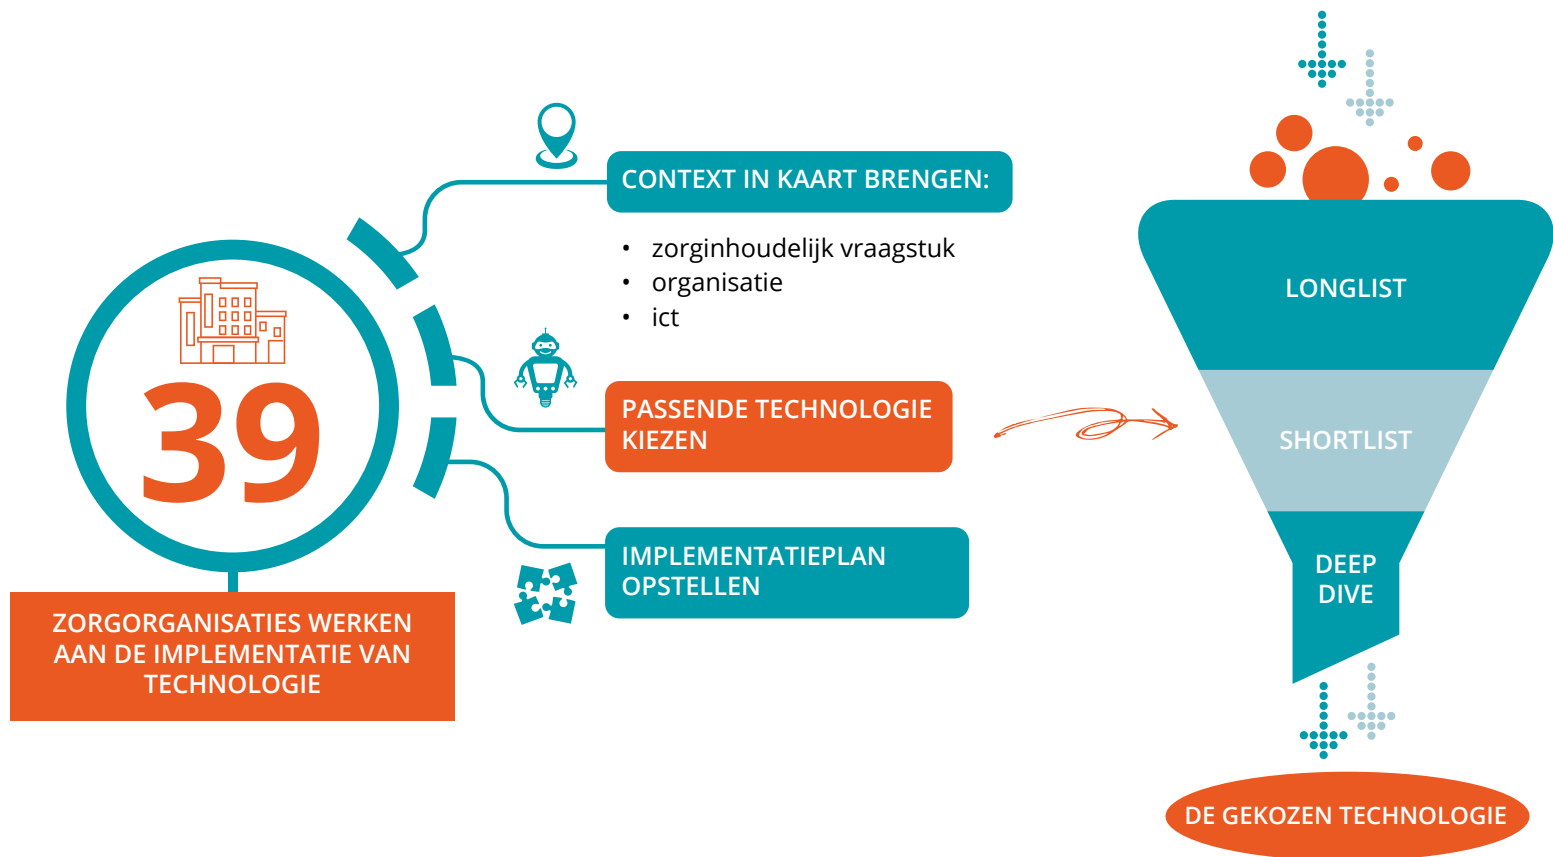 39
ZORGORGANISATIES WERKEN
AAN DE IMPLEMENTATIE VAN
TECHNOLOGIE
CONTEXT IN KAART BRENGEN:
• zorginhoudelijk vraagstuk
• organisatie
• ict
PASSENDE TECHNOLOGIE
KIEZEN
IMPLEMENTATIEPLAN
OPSTELLEN
LONGLIST
SHORTLIST
DEEP
DIVE
DE GEKOZEN TECHNOLOGIE